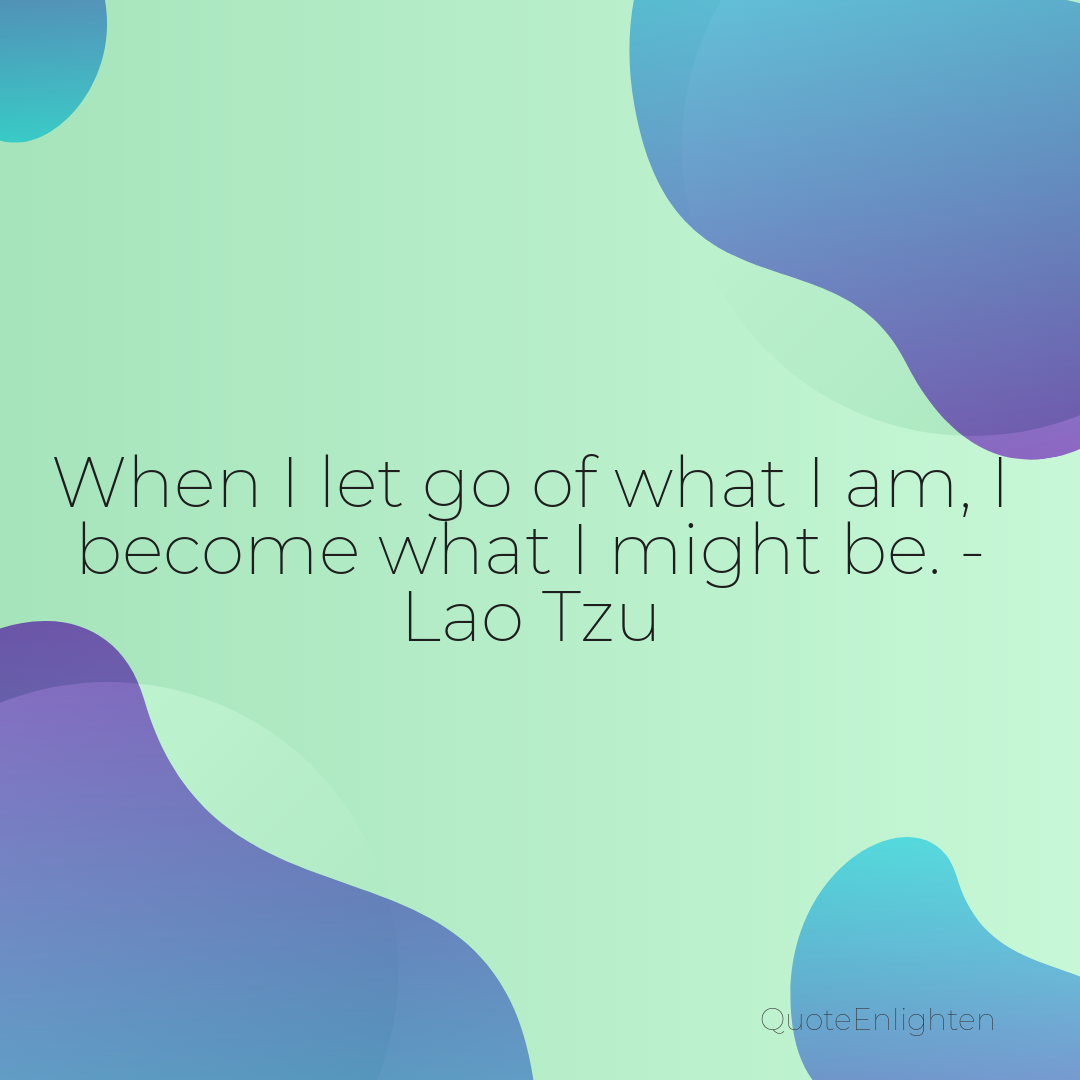 When I let go of what I am, I
become what I might be. -
Lao Tzu
QuoteEnlighten